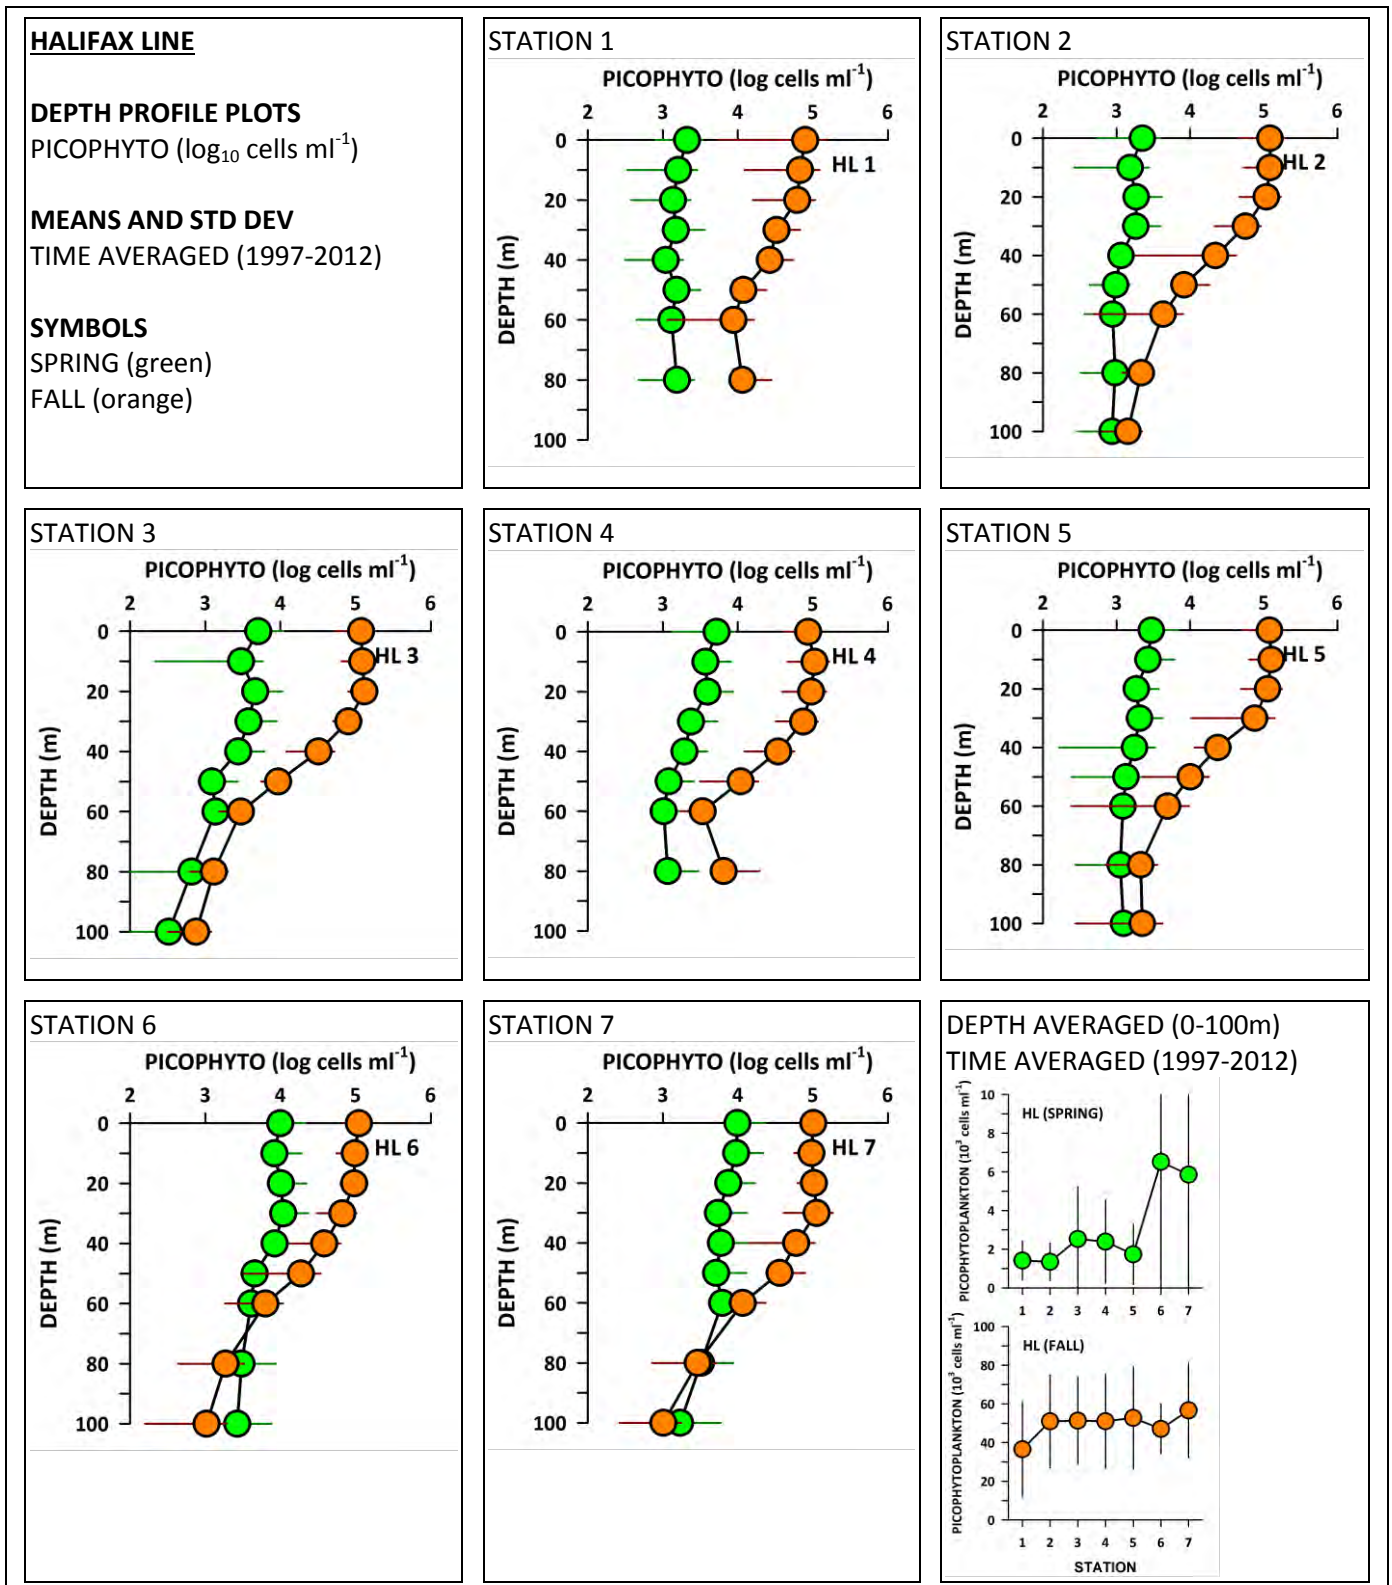 HALIFAX LINE
DEPTH PROFILE PLOTS
PICOPHYTO (log₁₀ cells ml⁻¹)
MEANS AND STD DEV
TIME AVERAGED (1997-2012)
SYMBOLS
SPRING (green)
FALL (orange)
STATION 1
PICOPHYTO (log cells ml⁻¹)
2 3 4 5 6
0
HL 1
20
40
60
80
100
DEPTH (m)
STATION 2
PICOPHYTO (log cells ml⁻¹)
2 3 4 5 6
0
HL 2
20
40
60
80
100
DEPTH (m)
STATION 3
PICOPHYTO (log cells ml⁻¹)
2 3 4 5 6
0
HL 3
20
40
60
80
100
DEPTH (m)
STATION 4
PICOPHYTO (log cells ml⁻¹)
2 3 4 5 6
0
HL 4
20
40
60
80
100
DEPTH (m)
STATION 5
PICOPHYTO (log cells ml⁻¹)
2 3 4 5 6
0
HL 5
20
40
60
80
100
DEPTH (m)
STATION 6
PICOPHYTO (log cells ml⁻¹)
2 3 4 5 6
0
HL 6
20
40
60
80
100
DEPTH (m)
STATION 7
PICOPHYTO (log cells ml⁻¹)
2 3 4 5 6
0
HL 7
20
40
60
80
100
DEPTH (m)
DEPTH AVERAGED (0-100m)
TIME AVERAGED (1997-2012)
PICOPHYTOPLANKTON (10³ cells ml⁻¹)
10
HL (SPRING)
8
6
4
2
0
1 2 3 4 5 6 7
PICOPHYTOPLANKTON (10³ cells ml⁻¹)
100
HL (FALL)
80
60
40
20
0
1 2 3 4 5 6 7
STATION